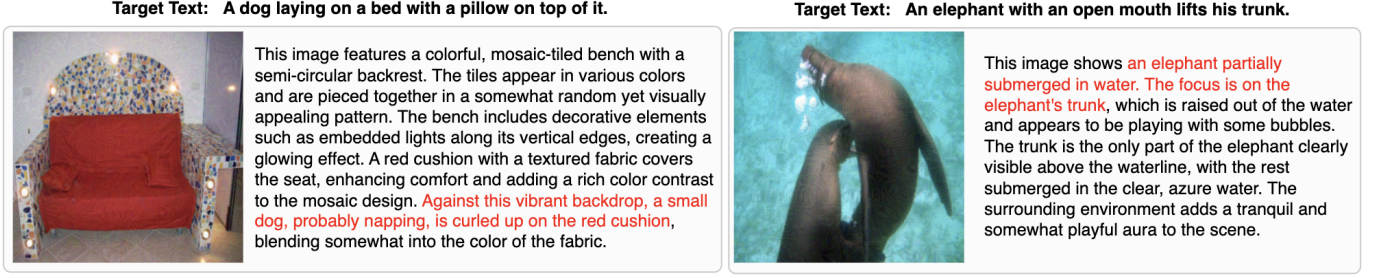 Target Text: A dog laying on a bed with a pillow on top of it.
This image features a colorful, mosaic-tiled bench with a
semi-circular backrest. The tiles appear in various colors
and are pieced together in a somewhat random yet visually
appealing pattern. The bench includes decorative elements
such as embedded lights along its vertical edges, creating a
glowing effect. A red cushion with a textured fabric covers
the seat, enhancing comfort and adding a rich color contrast
to the mosaic design. Against this vibrant backdrop, a small
dog, probably napping, is curled up on the red cushion,
blending somewhat into the color of the fabric.
Target Text: An elephant with an open mouth lifts his trunk.
This image shows an elephant partially
submerged in water. The focus is on the
elephant's trunk, which is raised out of the water
and appears to be playing with some bubbles.
The trunk is the only part of the elephant clearly
visible above the waterline, with the rest
submerged in the clear, azure water. The
surrounding environment adds a tranquil and
somewhat playful aura to the scene.